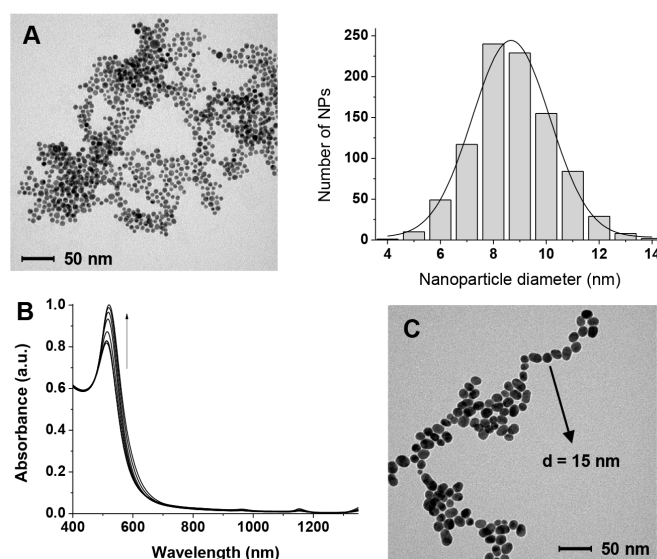 A
50 nm
Number of NPs
250
200
150
100
50
0
4 6 8 10 12 14
Nanoparticle diameter (nm)
B
Absorbance (a.u.)
1.0
0.8
0.6
0.4
0.2
0.0
400 600 800 1000 1200
Wavelength (nm)
C
d = 15 nm
50 nm